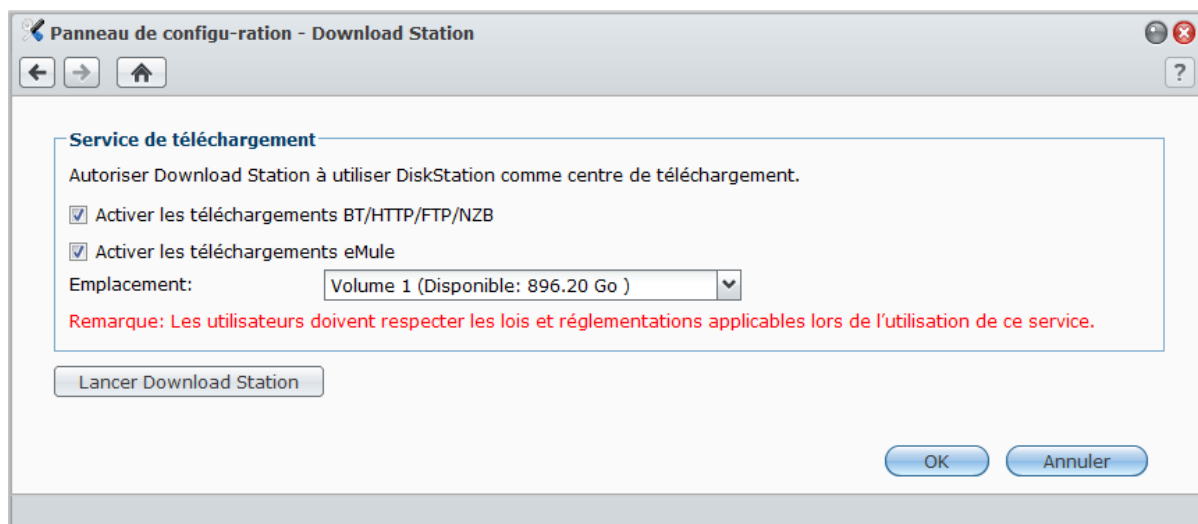 Panneau de configu-ration - Download Station
?
Service de téléchargement
Autoriser Download Station à utiliser DiskStation comme centre de téléchargement.
Activer les téléchargements BT/HTTP/FTP/NZB
Activer les téléchargements eMule
Emplacement: Volume 1 (Disponible: 896.20 Go )
Remarque: Les utilisateurs doivent respecter les lois et réglementations applicables lors de l'utilisation de ce service.
Lancer Download Station
OK Annuler